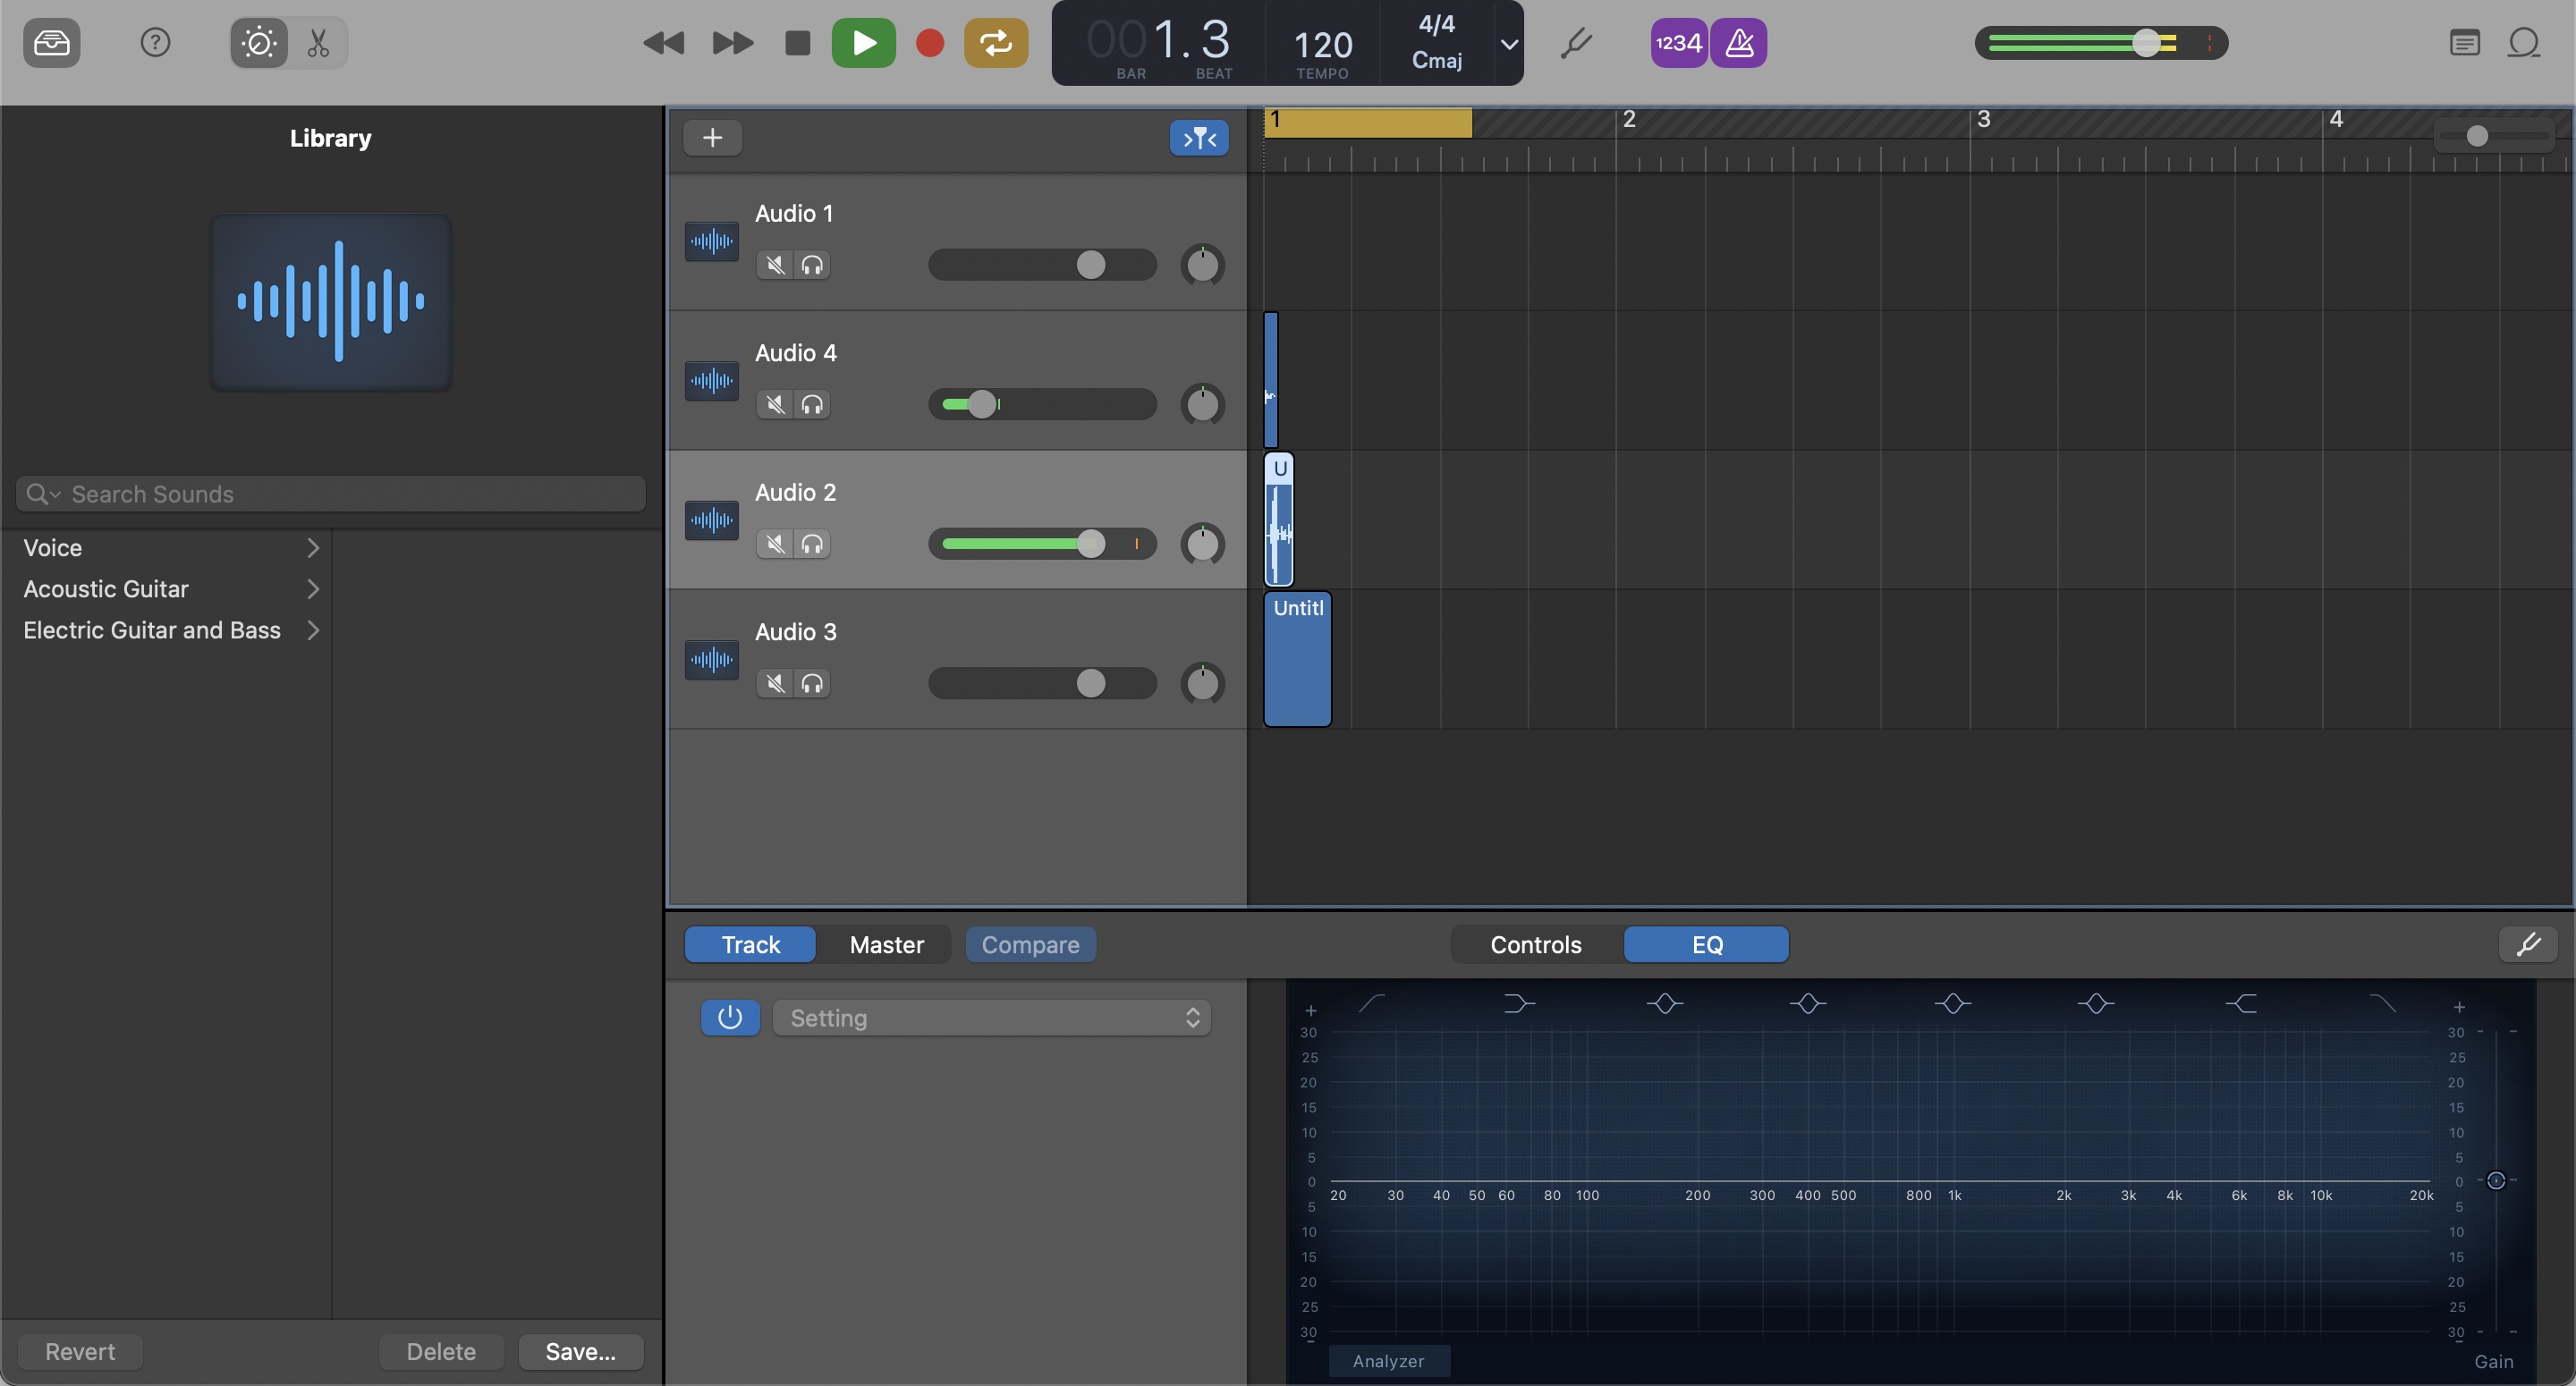 001.3
BAR
BEAT
120
TEMPO
4/4
Cmaj
1234
Library
Search Sounds
Voice
Acoustic Guitar
Electric Guitar and Bass
Revert
Delete
Save...
1
2
3
4
Audio 1
Audio 4
Audio 2
U
Audio 3
Untitl
Track
Master
Compare
Controls
EQ
Setting
+
+
30
30
25
25
20
20
15
15
10
10
5
5
0
0
20 30 40 50 60 80 100 200 300 400 500 800 1k 2k 3k 4k 6k 8k 10k 20k
5
5
10
10
15
15
20
20
25
25
30
30
Analyzer
Gain